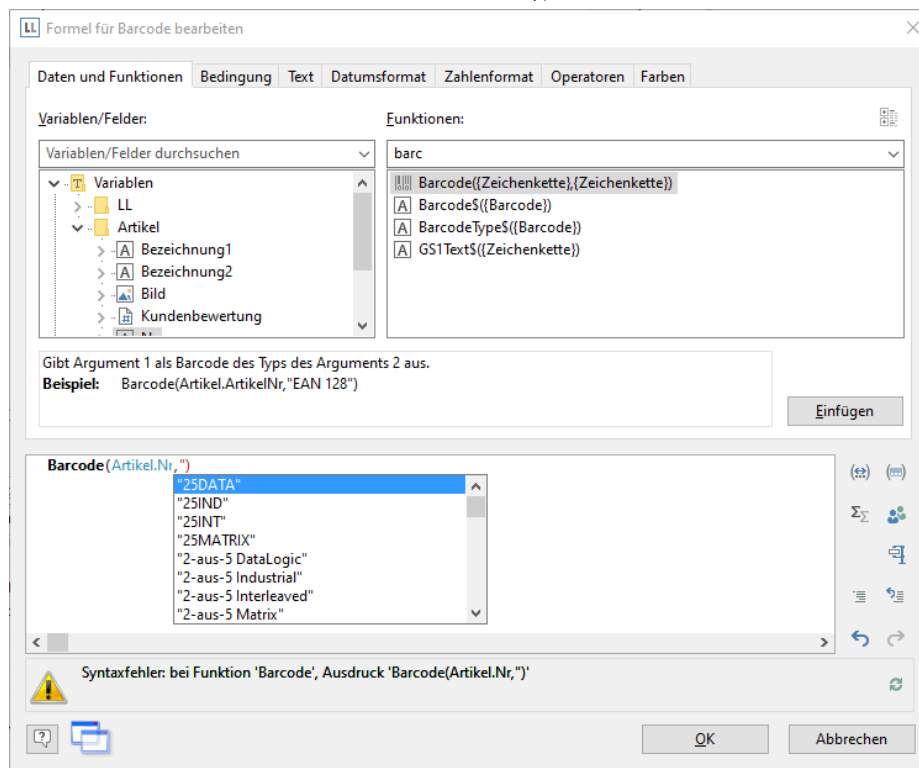 LL Formel für Barcode bearbeiten
Daten und Funktionen Bedingung Text Datumsformat Zahlenformat Operatoren Farben
Variablen/Felder:
Variablen/Felder durchsuchen
T Variablen
LL
Artikel
A Bezeichnung1
A Bezeichnung2
Bild
Kundenbewertung
Funktionen:
barc
Barcode({Zeichenkette},{Zeichenkette})
A Barcode$({Barcode})
A BarcodeType$({Barcode})
A GS1Text$({Zeichenkette})
Gibt Argument 1 als Barcode des Typs des Arguments 2 aus.
Beispiel: Barcode(Artikel.ArtikelNr,"EAN 128")
Einfügen
Barcode(Artikel.Nr,")
"25DATA"
"25IND"
"25INT"
"25MATRIX"
"2-aus-5 DataLogic"
"2-aus-5 Industrial"
"2-aus-5 Interleaved"
"2-aus-5 Matrix"
Syntaxfehler: bei Funktion 'Barcode', Ausdruck 'Barcode(Artikel.Nr,")'
OK Abbrechen